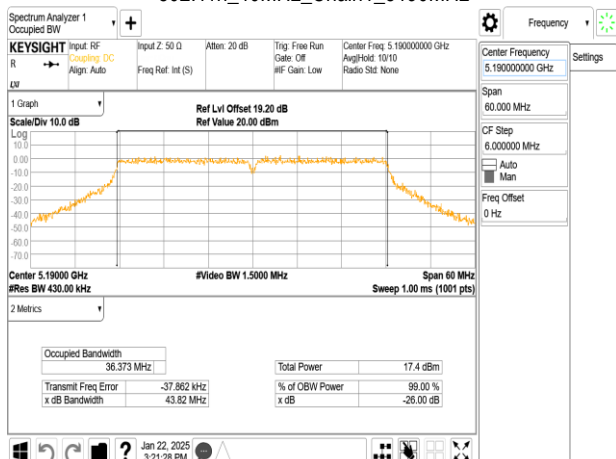 Spectrum Analyzer 1
Occupied BW
Frequency
KEYSIGHT
Input: RF
Coupling: DC
Align: Auto
Input Z: 50 Ω
Freq Ref: Int (S)
Atten: 20 dB
Trig: Free Run
Gate: Off
#IF Gain: Low
Center Freq: 5.190000000 GHz
Avg|Hold: 10/10
Radio Std: None
R
LXI
Center Frequency
5.190000000 GHz
Settings
Span
60.000 MHz
CF Step
6.000000 MHz
Auto
Man
Freq Offset
0 Hz
1 Graph
Scale/Div 10.0 dB
Ref Lvl Offset 19.20 dB
Ref Value 20.00 dBm
Log
10.0
0.00
-10.0
-20.0
-30.0
-40.0
-50.0
-60.0
-70.0
Center 5.19000 GHz
#Video BW 1.5000 MHz
Span 60 MHz
#Res BW 430.00 kHz
Sweep 1.00 ms (1001 pts)
2 Metrics
Occupied Bandwidth
36.373 MHz
Total Power 17.4 dBm
Transmit Freq Error -37.862 kHz
% of OBW Power 99.00 %
x dB Bandwidth 43.82 MHz
x dB -26.00 dB
?
Jan 22, 2025
3:21:28 PM